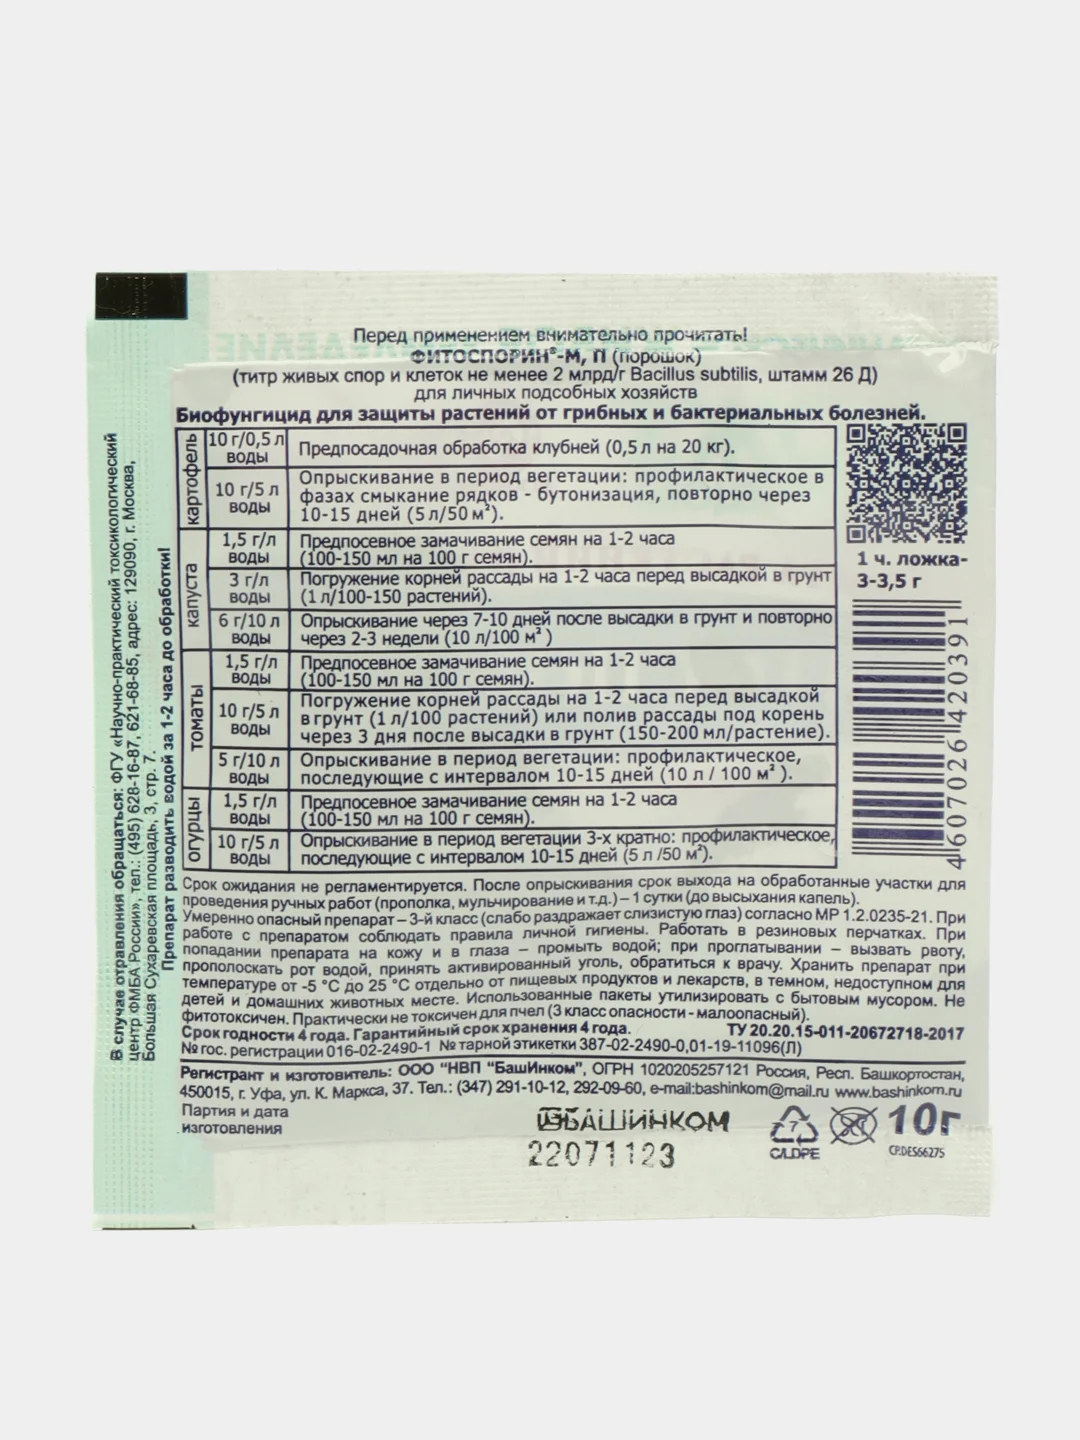 Перед применением внимательно прочитать!
ФИТОСПОРИН®-М, П (порошок)
(титр живых спор и клеток не менее 2 млрд/г Bacillus subtilis, штамм 26 Д)
для личных подсобных хозяйств
Биофунгицид для защиты растений от грибных и бактериальных болезней.
картофель
10 г/0,5 л
воды
Предпосадочная обработка клубней (0,5 л на 20 кг).
10 г/5 л
воды
Опрыскивание в период вегетации: профилактическое в
фазах смыкание рядков - бутонизация, повторно через
10-15 дней (5 л/50 м²).
капуста
1,5 г/л
воды
Предпосевное замачивание семян на 1-2 часа
(100-150 мл на 100 г семян).
3 г/л
воды
Погружение корней рассады на 1-2 часа перед высадкой в грунт
(1 л/100-150 растений).
6 г/10 л
воды
Опрыскивание через 7-10 дней после высадки в грунт и повторно
через 2-3 недели (10 л/100 м²)
томаты
1,5 г/л
воды
Предпосевное замачивание семян на 1-2 часа
(100-150 мл на 100 г семян).
10 г/5 л
воды
Погружение корней рассады на 1-2 часа перед высадкой
в грунт (1 л/100 растений) или полив рассады под корень
через 3 дня после высадки в грунт (150-200 мл/растение).
5 г/10 л
воды
Опрыскивание в период вегетации: профилактическое,
последующие с интервалом 10-15 дней (10 л / 100 м²).
огурцы
1,5 г/л
воды
Предпосевное замачивание семян на 1-2 часа
(100-150 мл на 100 г семян).
10 г/5 л
воды
Опрыскивание в период вегетации 3-х кратно: профилактическое,
последующие с интервалом 10-15 дней (5 л /50 м²).
1 ч. ложка-
3-3,5 г
4607026420391
Срок ожидания не регламентируется. После опрыскивания срок выхода на обработанные участки для
проведения ручных работ (прополка, мульчирование и т.д.) – 1 сутки (до высыхания капель).
Умеренно опасный препарат – 3-й класс (слабо раздражает слизистую глаз) согласно МР 1.2.0235-21. При
работе с препаратом соблюдать правила личной гигиены. Работать в резиновых перчатках. При
попадании препарата на кожу и в глаза – промыть водой; при проглатывании – вызвать рвоту,
прополоскать рот водой, принять активированный уголь, обратиться к врачу. Хранить препарат при
температуре от -5 °С до 25 °С отдельно от пищевых продуктов и лекарств, в темном, недоступном для
детей и домашних животных месте. Использованные пакеты утилизировать с бытовым мусором. Не
фитотоксичен. Практически не токсичен для пчел (3 класс опасности - малоопасный).
Срок годности 4 года. Гарантийный срок хранения 4 года. ТУ 20.20.15-011-20672718-2017
№ гос. регистрации 016-02-2490-1 № тарной этикетки 387-02-2490-0,01-19-11096(Л)
Регистрант и изготовитель: ООО "НВП "БашИнком", ОГРН 1020205257121 Россия, Респ. Башкортостан,
450015, г. Уфа, ул. К. Маркса, 37. Тел.: (347) 291-10-12, 292-09-60, e-mail:bashinkom@mail.ru www.bashinkom.ru
Партия и дата
изготовления
БАШИНКОМ
22071123
7
C/LDPE
10г
CP.DES66275
В случае отравления обращаться: ФГУ «Научно-практический токсикологический
центр ФМБА России», тел.: (495) 628-16-87, 621-68-85, адрес: 129090, г. Москва,
Большая Сухаревская площадь, 3, стр. 7.
Препарат разводить водой за 1-2 часа до обработки!